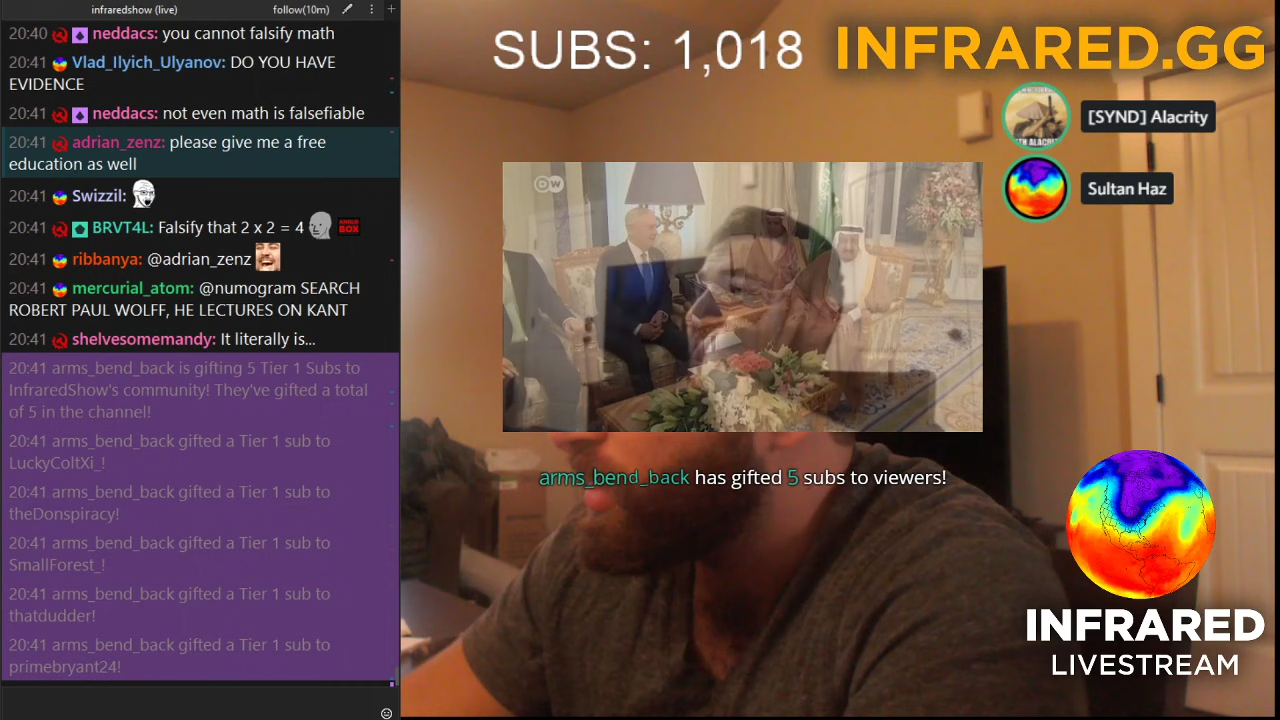 infraredshow (live)
follow(10m)
20:40 neddacs: you cannot falsify math
20:41 Vlad_Ilyich_Ulyanov: DO YOU HAVE
EVIDENCE
20:41 neddacs: not even math is falsefiable
20:41 adrian_zenz: please give me a free
education as well
20:41 Swizzil:
20:41 BRVT4L: Falsify that 2 x 2 = 4
20:41 ribbanya: @adrian_zenz
20:41 mercurial_atom: @numogram SEARCH
ROBERT PAUL WOLFF, HE LECTURES ON KANT
20:41 shelvesomemandy: It literally is...
20:41 arms_bend_back is gifting 5 Tier 1 Subs to
InfraredShow's community! They've gifted a total
of 5 in the channel!
20:41 arms_bend_back gifted a Tier 1 sub to
LuckyColtXi_!
20:41 arms_bend_back gifted a Tier 1 sub to
theDonspiracy!
20:41 arms_bend_back gifted a Tier 1 sub to
SmallForest_!
20:41 arms_bend_back gifted a Tier 1 sub to
thatdudder!
20:41 arms_bend_back gifted a Tier 1 sub to
primebryant24!
SUBS: 1,018
INFRARED.GG
[SYND] Alacrity
Sultan Haz
DW
arms_bend_back has gifted 5 subs to viewers!
INFRARED
LIVESTREAM